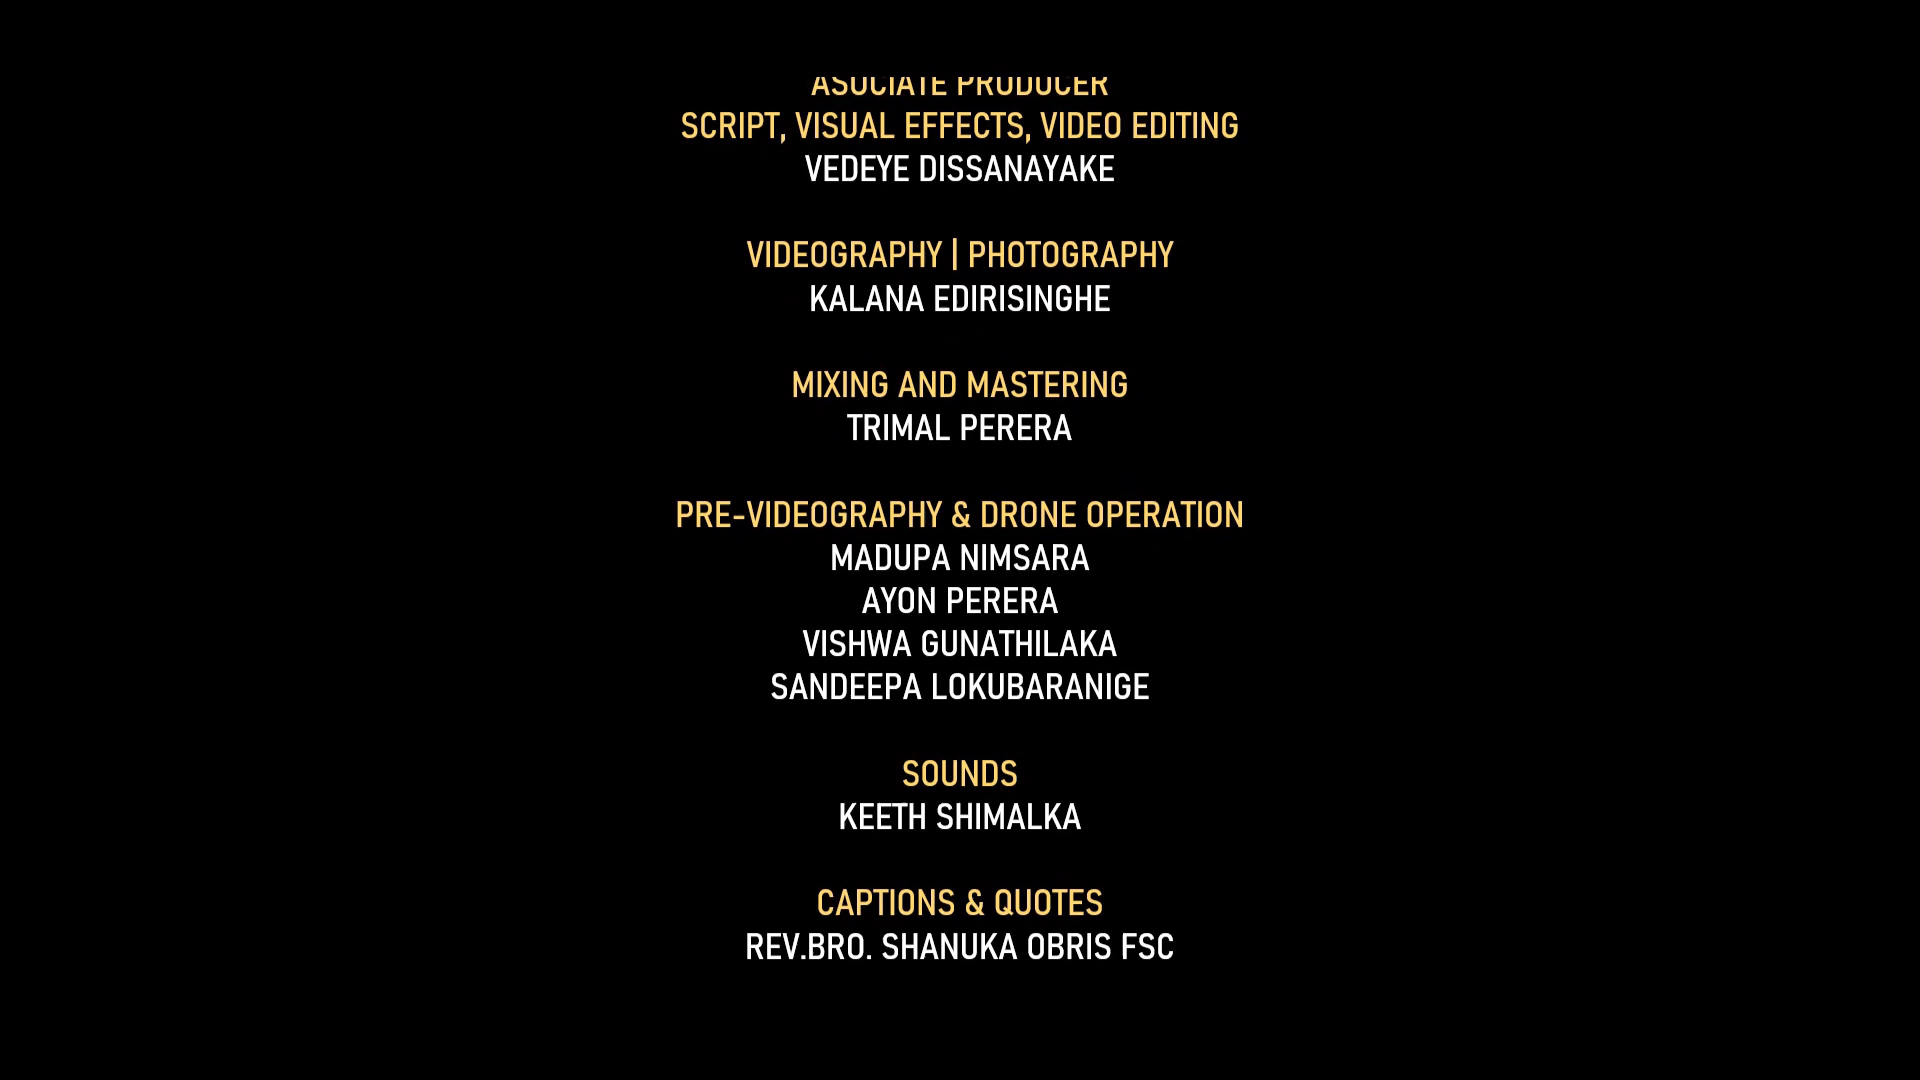 ASOCIATE PRODUCER
SCRIPT, VISUAL EFFECTS, VIDEO EDITING
VEDEYE DISSANAYAKE
VIDEOGRAPHY | PHOTOGRAPHY
KALANA EDIRISINGHE
MIXING AND MASTERING
TRIMAL PERERA
PRE-VIDEOGRAPHY & DRONE OPERATION
MADUPA NIMSARA
AYON PERERA
VISHWA GUNATHILAKA
SANDEEPA LOKUBARANIGE
SOUNDS
KEETH SHIMALKA
CAPTIONS & QUOTES
REV.BRO. SHANUKA OBRIS FSC